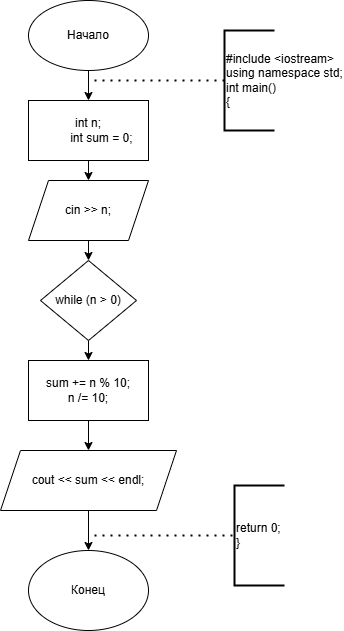 Начало
#include <iostream>
using namespace std;
int main()
{
int n;
int sum = 0;
cin >> n;
while (n > 0)
sum += n % 10;
n /= 10;
cout << sum << endl;
return 0;
}
Конец